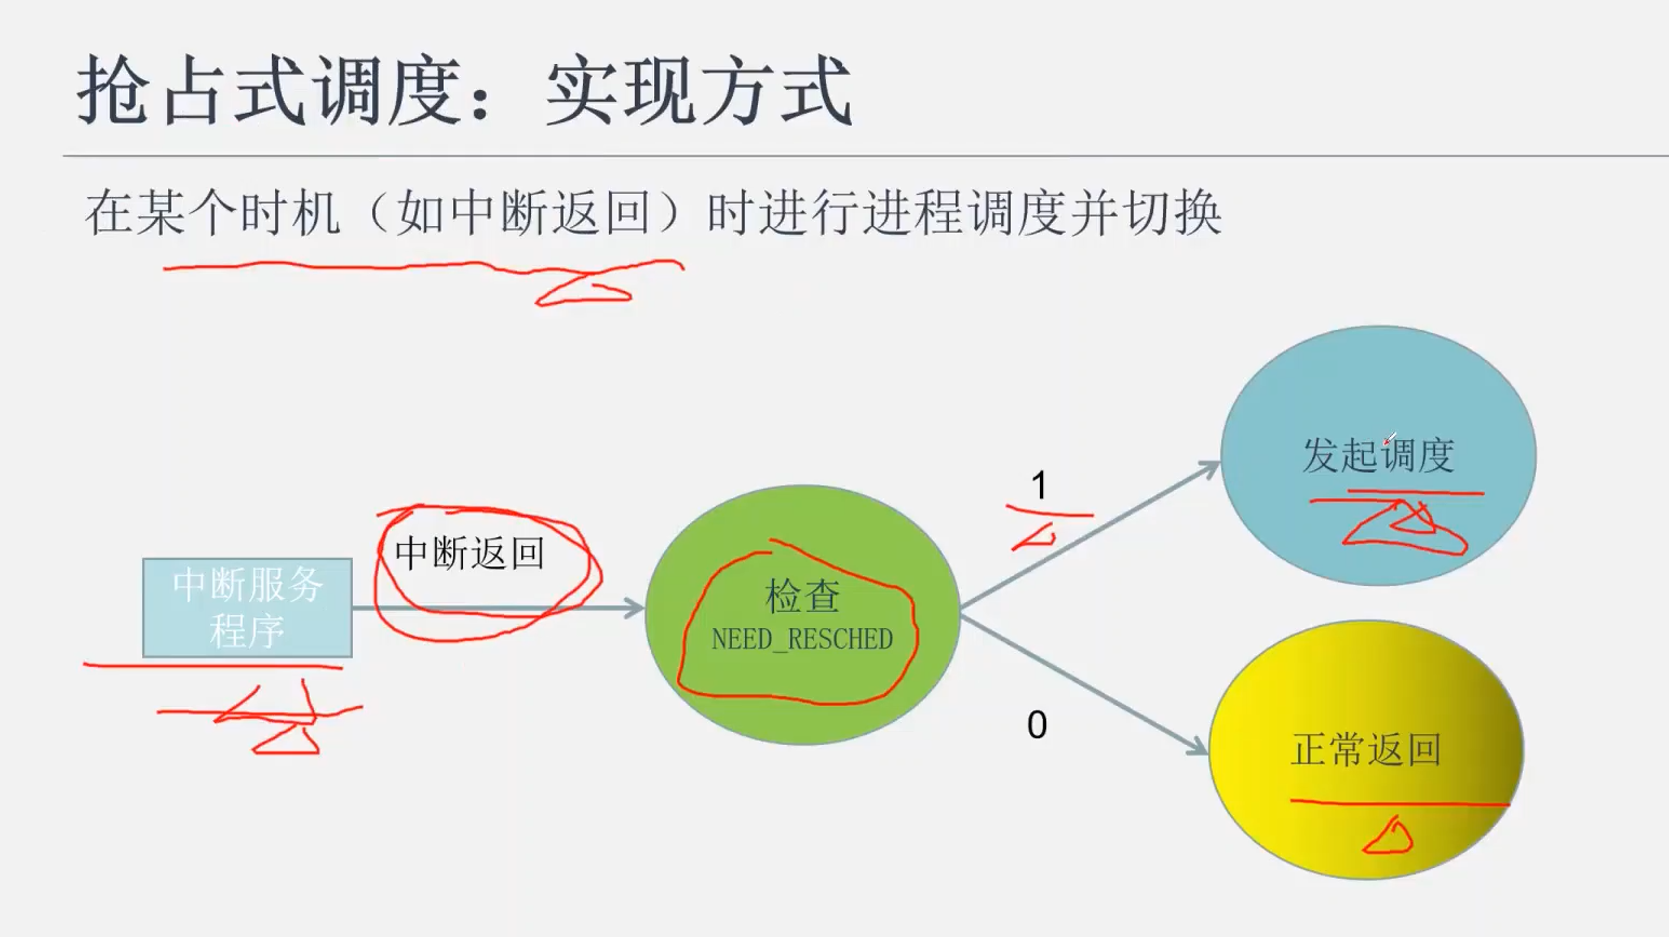 抢占式调度：实现方式
在某个时机（如中断返回）时进行进程调度并切换
中断服务
程序
中断返回
检查
NEED_RESCHED
1
0
发起调度
正常返回